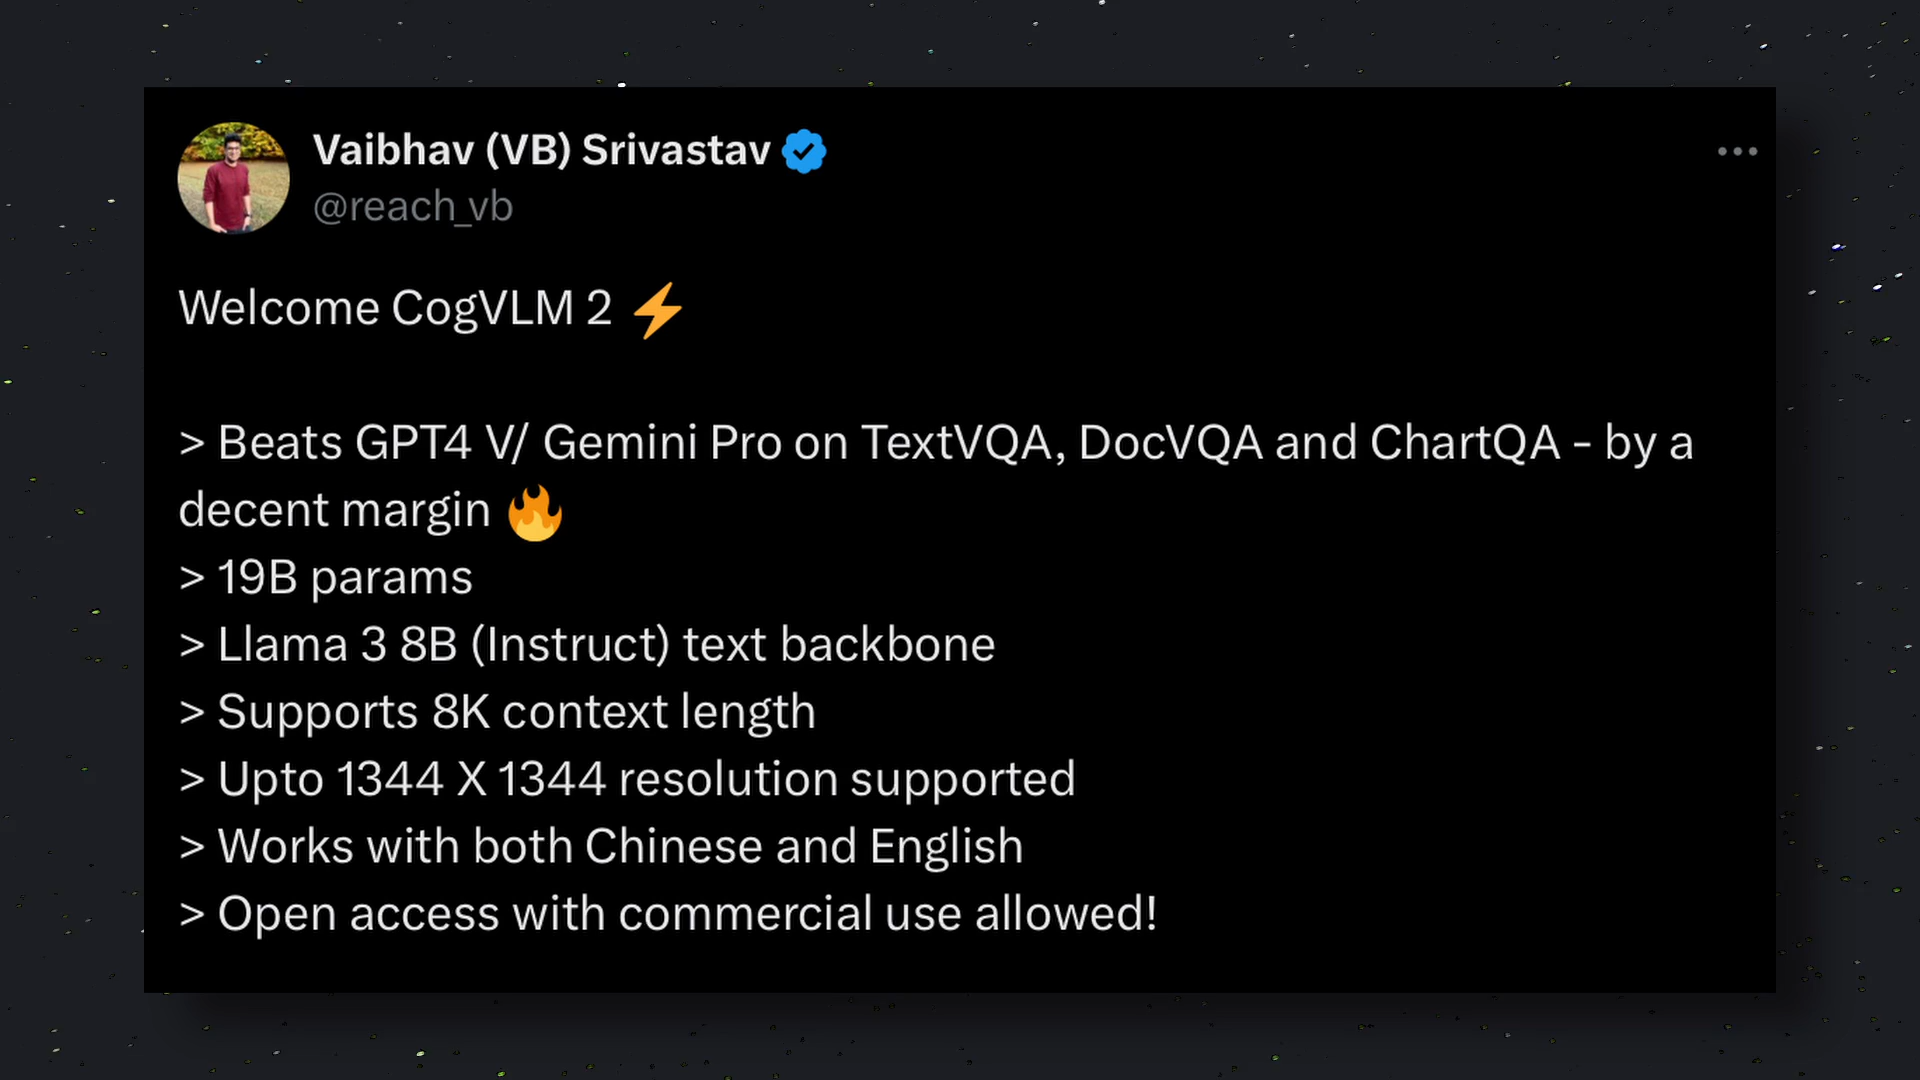 Vaibhav (VB) Srivastav
@reach_vb
Welcome CogVLM 2 ⚡
> Beats GPT4 V/ Gemini Pro on TextVQA, DocVQA and ChartQA - by a
decent margin 🔥
> 19B params
> Llama 3 8B (Instruct) text backbone
> Supports 8K context length
> Upto 1344 X 1344 resolution supported
> Works with both Chinese and English
> Open access with commercial use allowed!